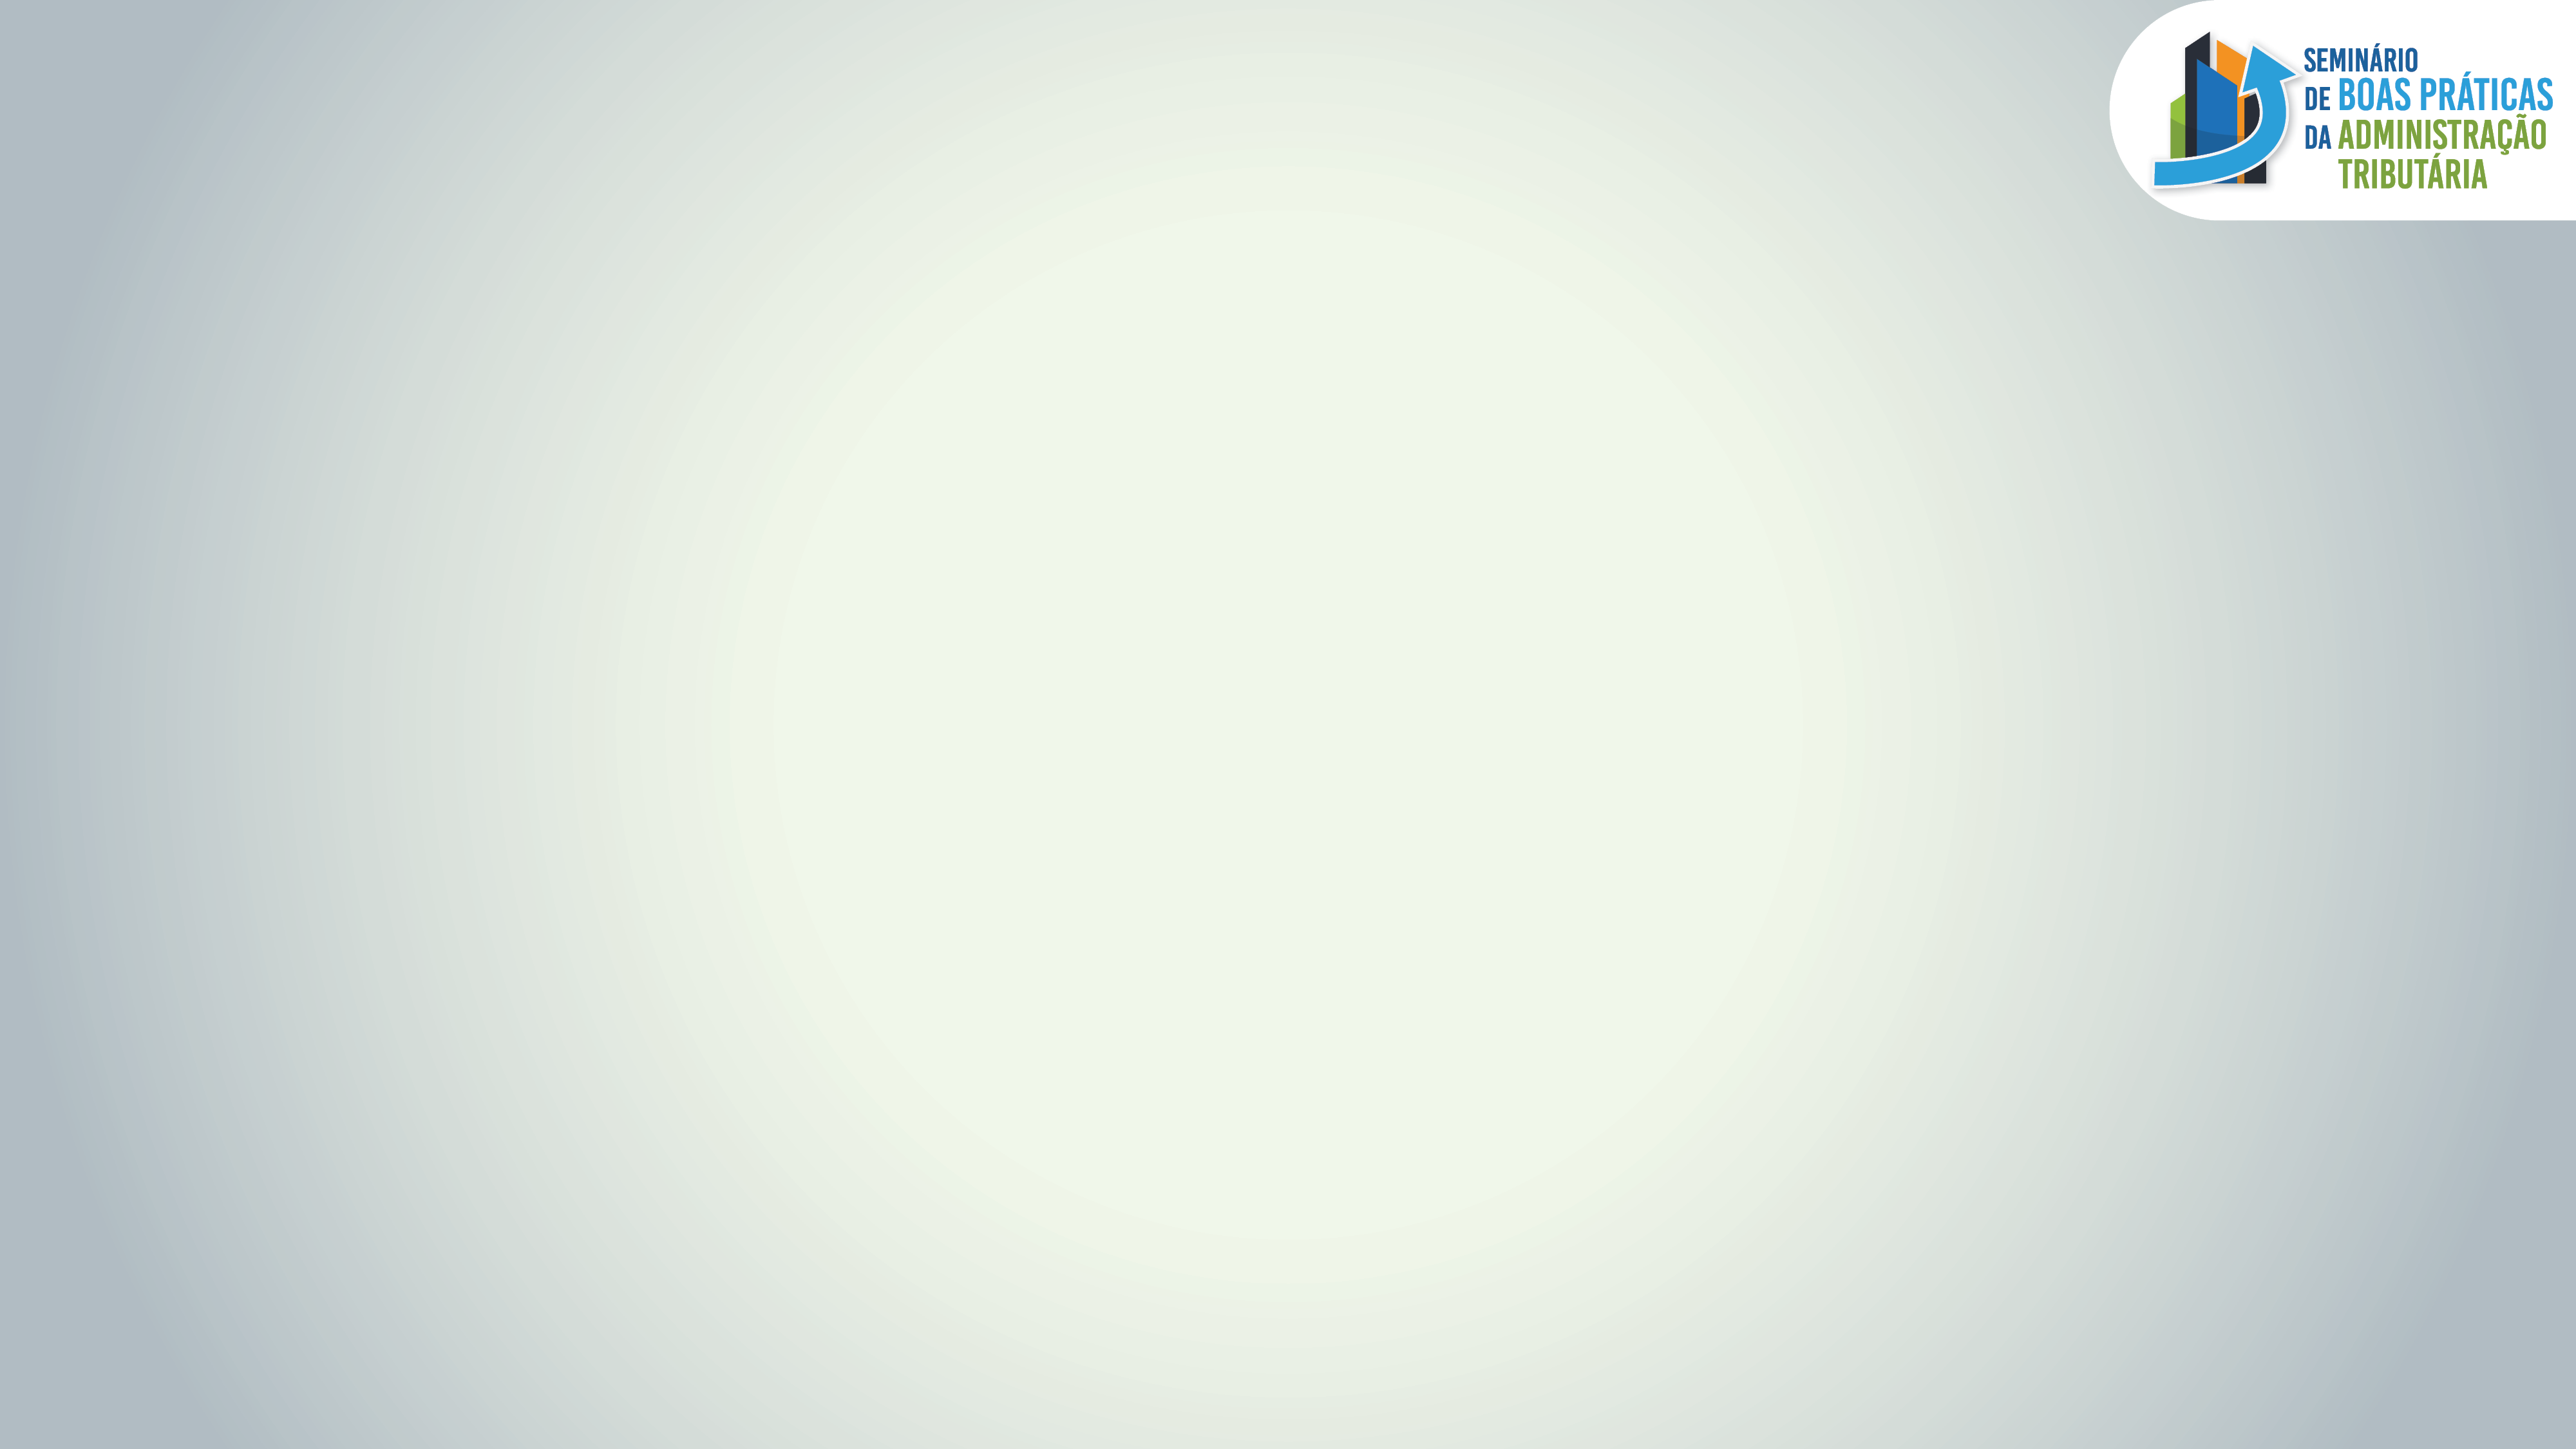 SEMINÁRIO
DE BOAS PRÁTICAS
DA ADMINISTRAÇÃO
TRIBUTÁRIA